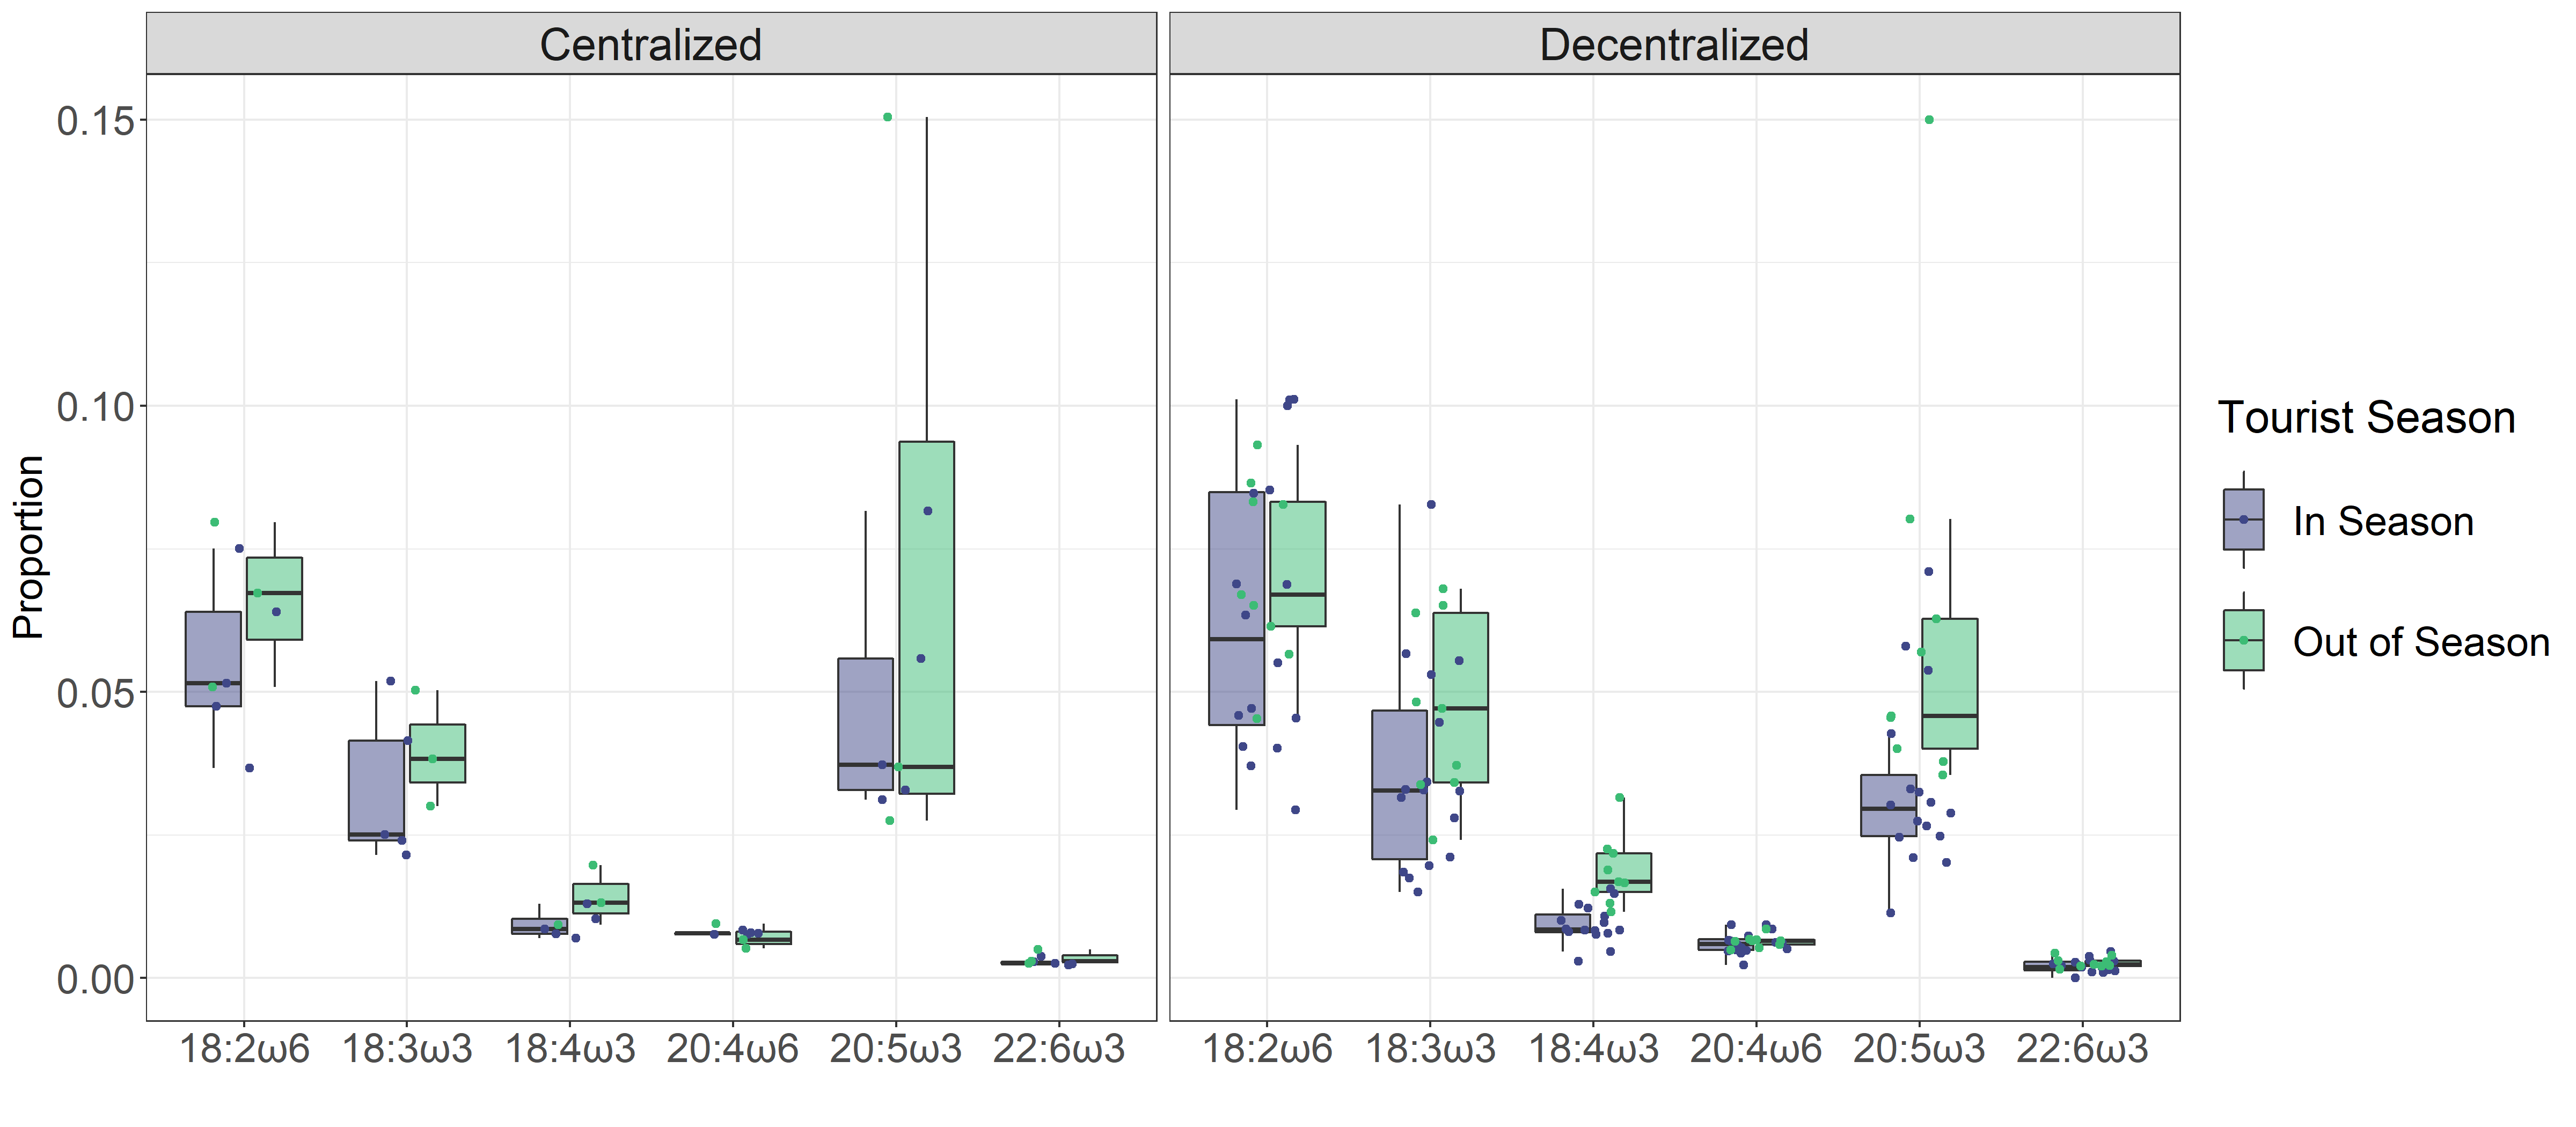 Centralized
Decentralized
Proportion
0.15
0.10
0.05
0.00
18:2ω6 18:3ω3 18:4ω3 20:4ω6 20:5ω3 22:6ω3
18:2ω6 18:3ω3 18:4ω3 20:4ω6 20:5ω3 22:6ω3
Tourist Season
In Season
Out of Season